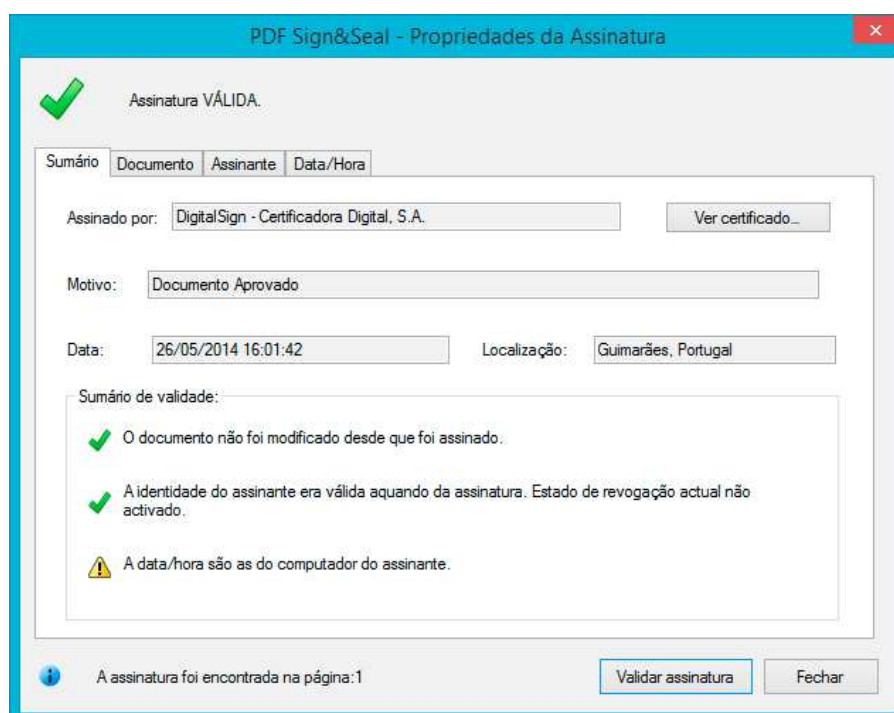 PDF Sign&Seal - Propriedades da Assinatura
Assinatura VÁLIDA.
Sumário Documento Assinante Data/Hora
Assinado por: DigitalSign - Certificadora Digital, S.A. Ver certificado...
Motivo: Documento Aprovado
Data: 26/05/2014 16:01:42 Localização: Guimarães, Portugal
Sumário de validade:
O documento não foi modificado desde que foi assinado.
A identidade do assinante era válida aquando da assinatura. Estado de revogação actual não
activado.
A data/hora são as do computador do assinante.
A assinatura foi encontrada na página:1 Validar assinatura Fechar